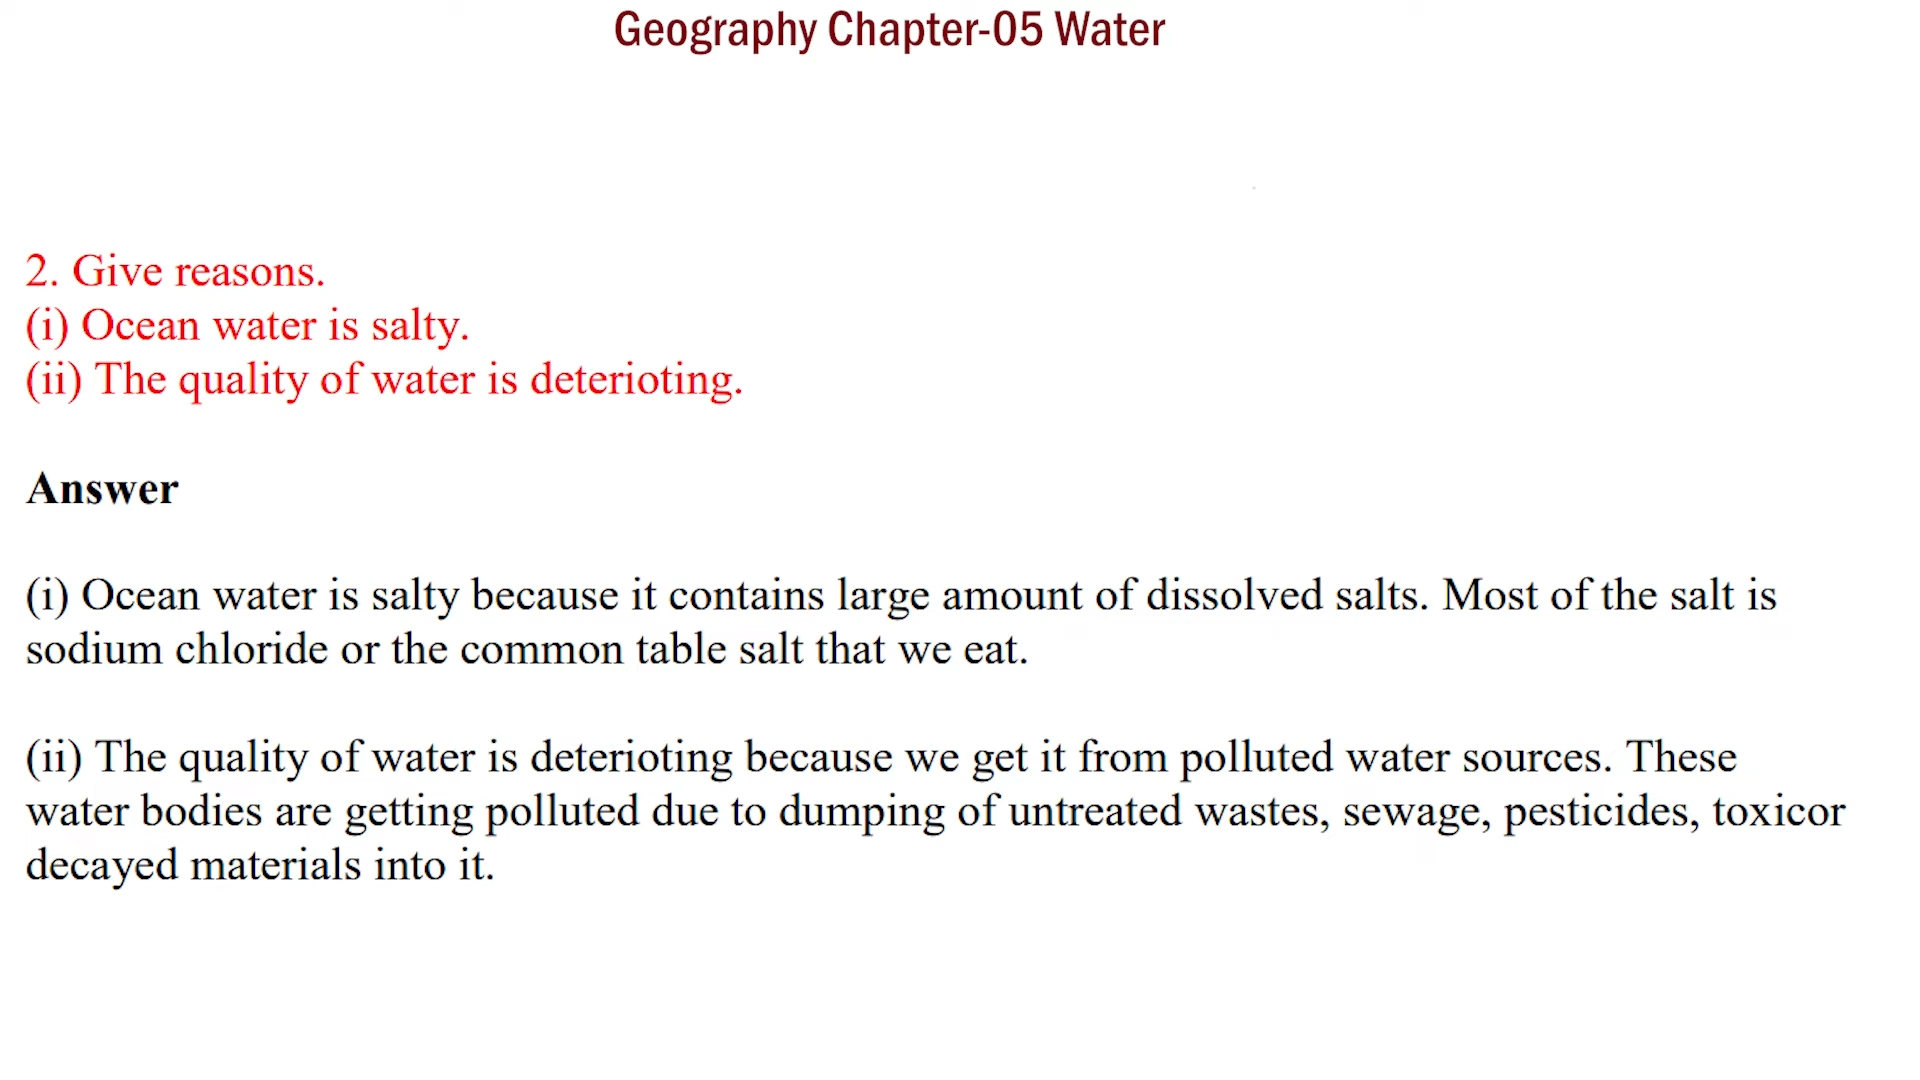 Geography Chapter-05 Water
2. Give reasons.
(i) Ocean water is salty.
(ii) The quality of water is deterioting.
Answer
(i) Ocean water is salty because it contains large amount of dissolved salts. Most of the salt is
sodium chloride or the common table salt that we eat.
(ii) The quality of water is deterioting because we get it from polluted water sources. These
water bodies are getting polluted due to dumping of untreated wastes, sewage, pesticides, toxicor
decayed materials into it.